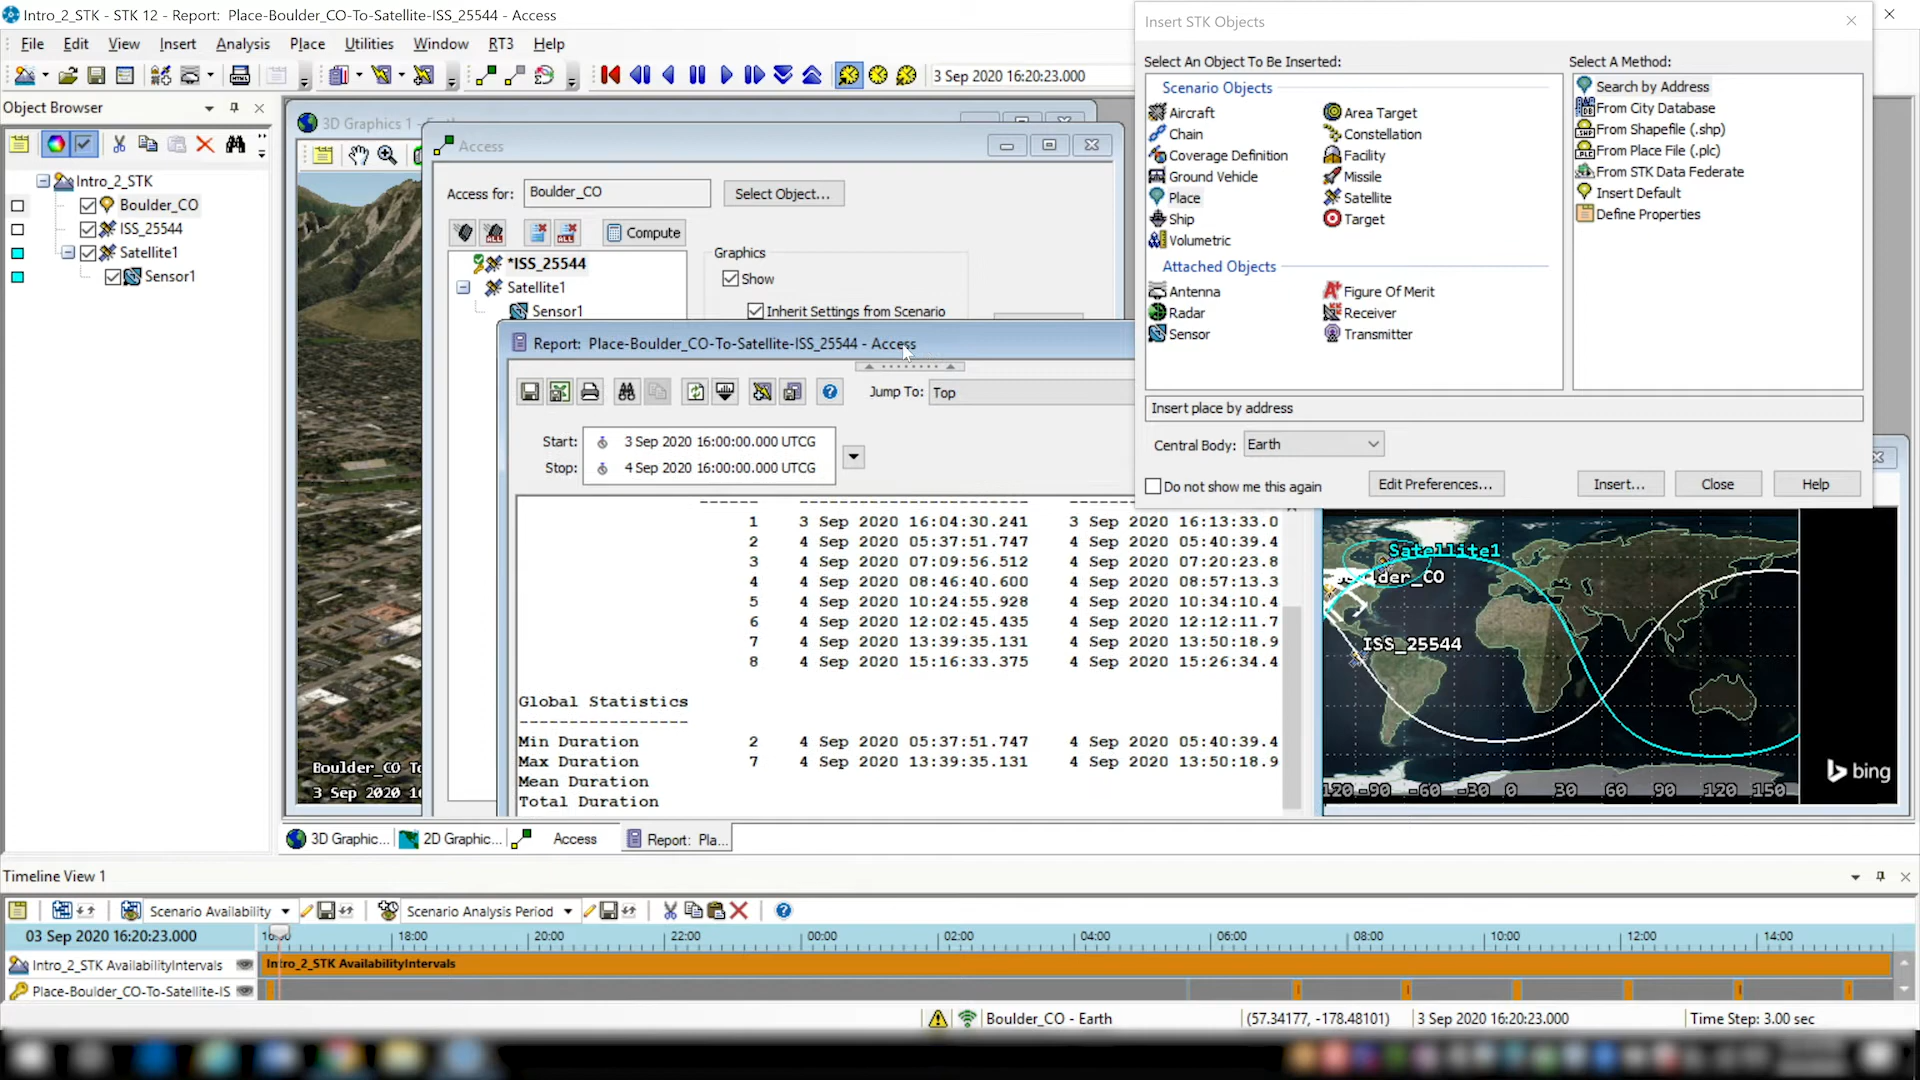 Intro_2_STK - STK 12 - Report:  Place-Boulder_CO-To-Satellite-ISS_25544 - Access
File Edit View Insert Analysis Place Utilities Window RT3 Help
3 Sep 2020 16:20:23.000
Object Browser
Intro_2_STK
Boulder_CO
ISS_25544
Satellite1
Sensor1
3D Graphics 1 - E
Boulder_CO To
3 Sep 2020 16
Access
Access for: Boulder_CO Select Object...
ALL ALL Compute
*ISS_25544
Satellite1
Sensor1
Graphics
Show
Inherit Settings from Scenario
Report:  Place-Boulder_CO-To-Satellite-ISS_25544 - Access
Jump To: Top
Start: 3 Sep 2020 16:00:00.000 UTCG
Stop: 4 Sep 2020 16:00:00.000 UTCG
------ ------------------------
1 3 Sep 2020 16:04:30.241 3 Sep 2020 16:13:33.0
2 4 Sep 2020 05:37:51.747 4 Sep 2020 05:40:39.4
3 4 Sep 2020 07:09:56.512 4 Sep 2020 07:20:23.8
4 4 Sep 2020 08:46:40.600 4 Sep 2020 08:57:13.3
5 4 Sep 2020 10:24:55.928 4 Sep 2020 10:34:10.4
6 4 Sep 2020 12:02:45.435 4 Sep 2020 12:12:11.7
7 4 Sep 2020 13:39:35.131 4 Sep 2020 13:50:18.9
8 4 Sep 2020 15:16:33.375 4 Sep 2020 15:26:34.4
Global Statistics
-----------------
Min Duration 2 4 Sep 2020 05:37:51.747 4 Sep 2020 05:40:39.4
Max Duration 7 4 Sep 2020 13:39:35.131 4 Sep 2020 13:50:18.9
Mean Duration
Total Duration
Insert STK Objects
Select An Object To Be Inserted:
Scenario Objects
Aircraft Area Target
Chain Constellation
Coverage Definition Facility
Ground Vehicle Missile
Place Satellite
Ship Target
Volumetric
Attached Objects
Antenna Figure Of Merit
Radar Receiver
Sensor Transmitter
Select A Method:
Search by Address
From City Database
From Shapefile (.shp)
From Place File (.plc)
From STK Data Federate
Insert Default
Define Properties
Insert place by address
Central Body: Earth
Do not show me this again Edit Preferences... Insert... Close Help
Satellite1
lder_CO
ISS_25544
bing
120 -90 -60 -30 0 30 60 90 120 150
3D Graphic... 2D Graphic... Access Report:  Pla...
Timeline View 1
Scenario Availability Scenario Analysis Period
03 Sep 2020 16:20:23.000 18:00 20:00 22:00 00:00 02:00 04:00 06:00 08:00 10:00 12:00 14:00
Intro_2_STK AvailabilityIntervals Intro_2_STK AvailabilityIntervals
Place-Boulder_CO-To-Satellite-IS
Boulder_CO - Earth (57.34177, -178.48101) 3 Sep 2020 16:20:23.000 Time Step: 3.00 sec